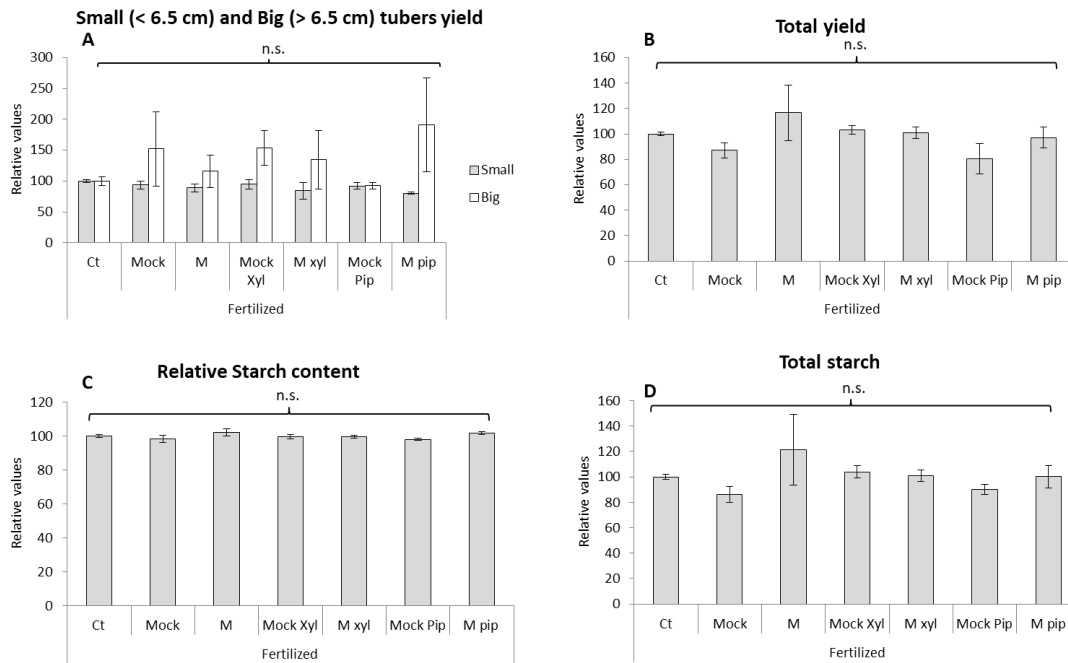 Small (< 6.5 cm) and Big (> 6.5 cm) tubers yield
A
n.s.
Relative values
300
250
200
150
100
50
0
Small
Big
Ct Mock M Mock Xyl M xyl Mock Pip M pip
Fertilized
Total yield
B
n.s.
Relative values
160
140
120
100
80
60
40
20
0
Ct Mock M Mock Xyl M xyl Mock Pip M pip
Fertilized
Relative Starch content
C
n.s.
Relative values
120
100
80
60
40
20
0
Ct Mock M Mock Xyl M xyl Mock Pip M pip
Fertilized
Total starch
D
n.s.
Relative values
160
140
120
100
80
60
40
20
0
Ct Mock M Mock Xyl M xyl Mock Pip M pip
Fertilized